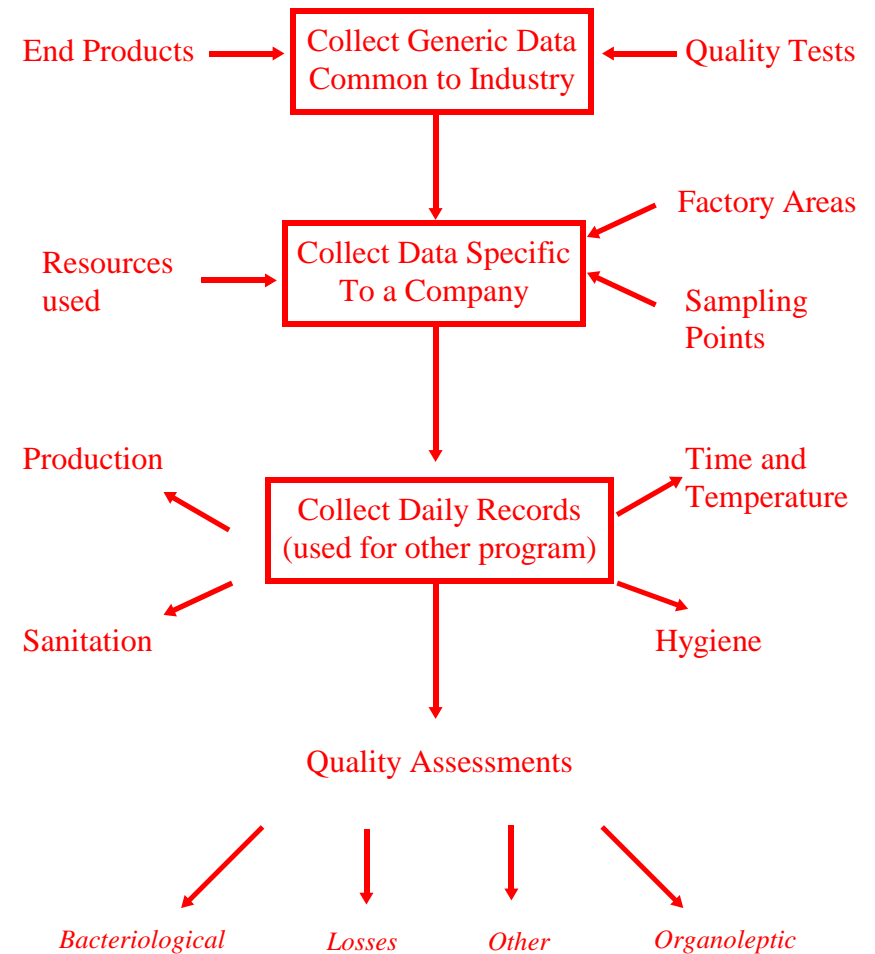 End Products
Collect Generic Data
Common to Industry
Quality Tests
Factory Areas
Resources
used
Collect Data Specific
To a Company
Sampling
Points
Production
Time and
Temperature
Collect Daily Records
(used for other program)
Sanitation
Hygiene
Quality Assessments
Bacteriological
Losses
Other
Organoleptic